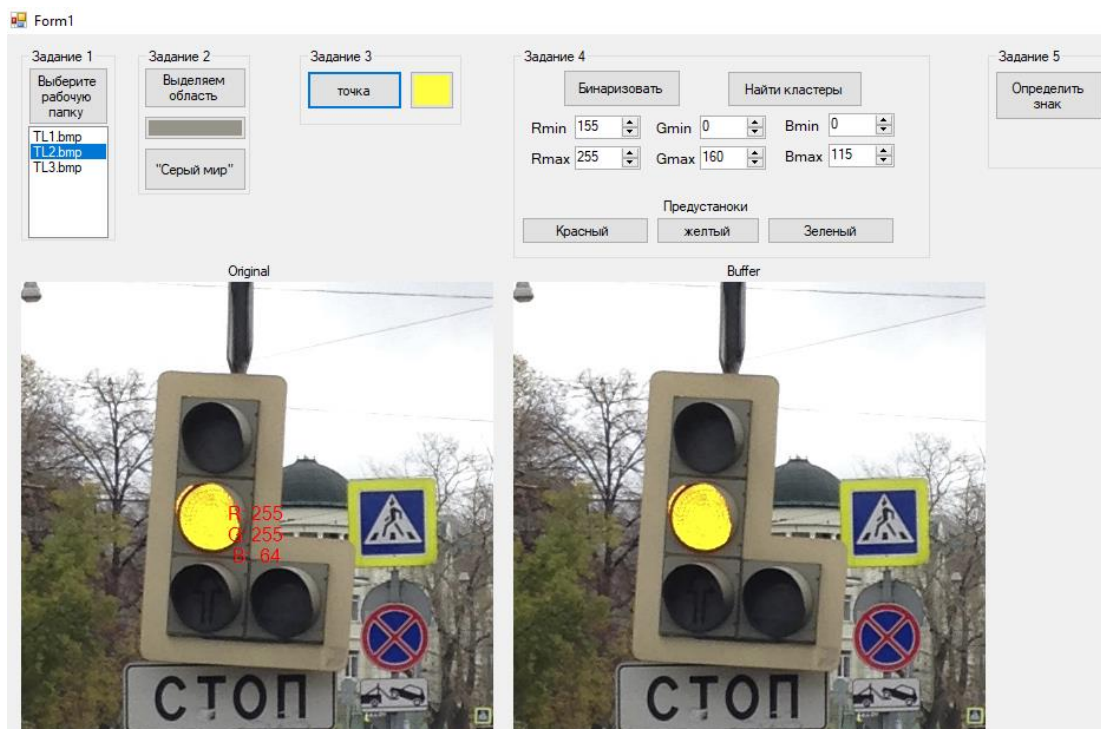 Form1
Задание 1
Выберите
рабочую
папку
TL1.bmp
TL2.bmp
TL3.bmp
Задание 2
Выделяем
область
"Серый мир"
Задание 3
точка
Задание 4
Бинаризовать
Найти кластеры
Rmin 155 Gmin 0 Bmin 0
Rmax 255 Gmax 160 Bmax 115
Предустаноки
Красный желтый Зеленый
Задание 5
Определить
знак
Original
R: 255
G: 255
B: 64
СТОП
Buffer
СТОП